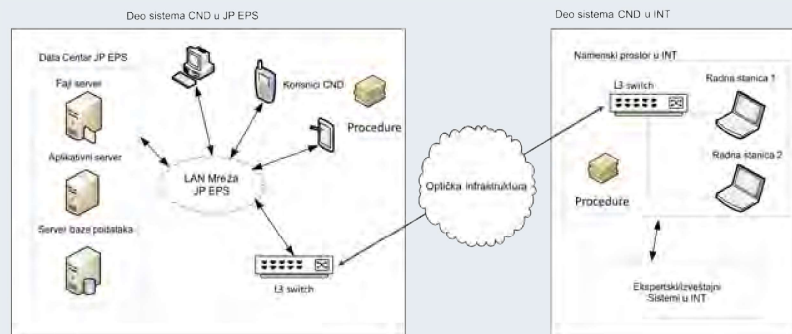 Deo sistema CND u JP EPS
Data Centar JP EPS
Fajl server
Aplikativni server
Server baze podataka
Korisnici CND
Procedure
LAN Mreža
JP EPS
L3 switch
Optička infrastruktura
Deo sistema CND u INT
Namenski prostor u INT
L3 switch
Radna stanica 1
Radna stanica 2
Procedure
Ekspertski/izveštajni
Sistemi u INT